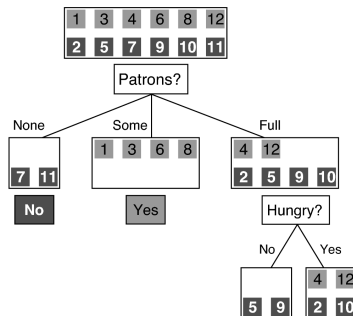 1 3 4 6 8 12
2 5 7 9 10 11
Patrons?
None Some Full
1 3 6 8 4 12
7 11 2 5 9 10
No Yes Hungry?
No Yes
4 12
5 9 2 10